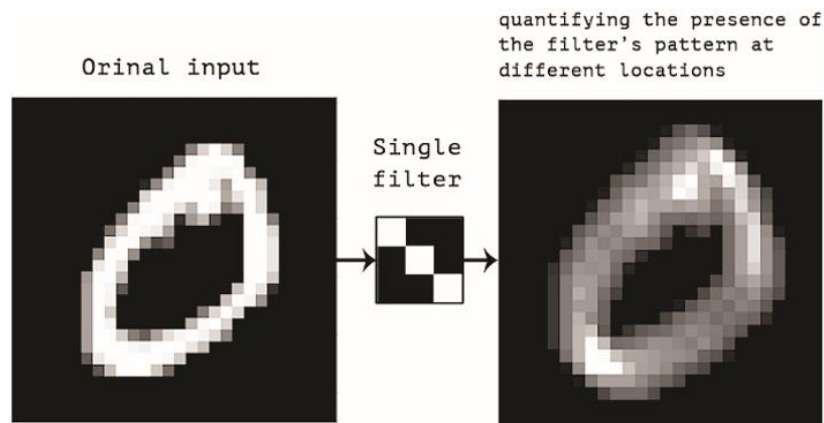 Orinal input
Single
filter
quantifying the presence of
the filter's pattern at
different locations